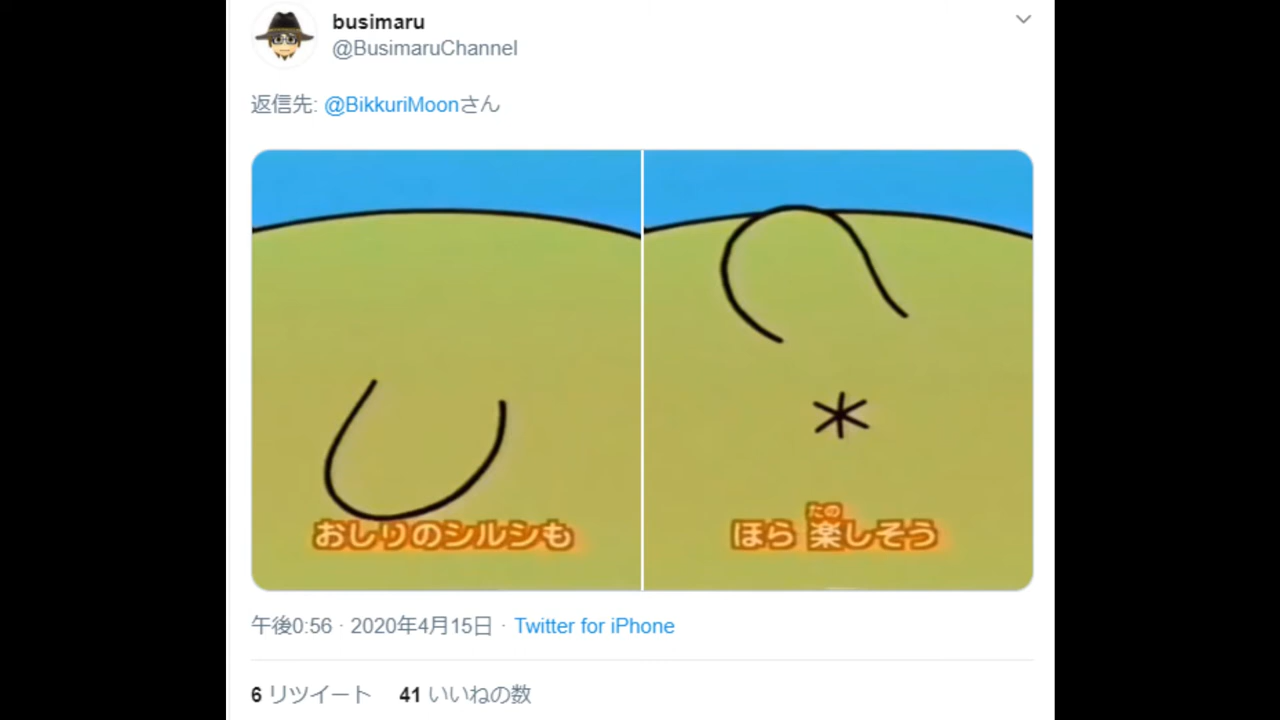 busimaru
@BusimaruChannel
返信先: @BikkuriMoonさん
おしりのシルシも
たの
ほら 楽しそう
午後0:56 · 2020年4月15日 · Twitter for iPhone
6 リツイート 41 いいねの数